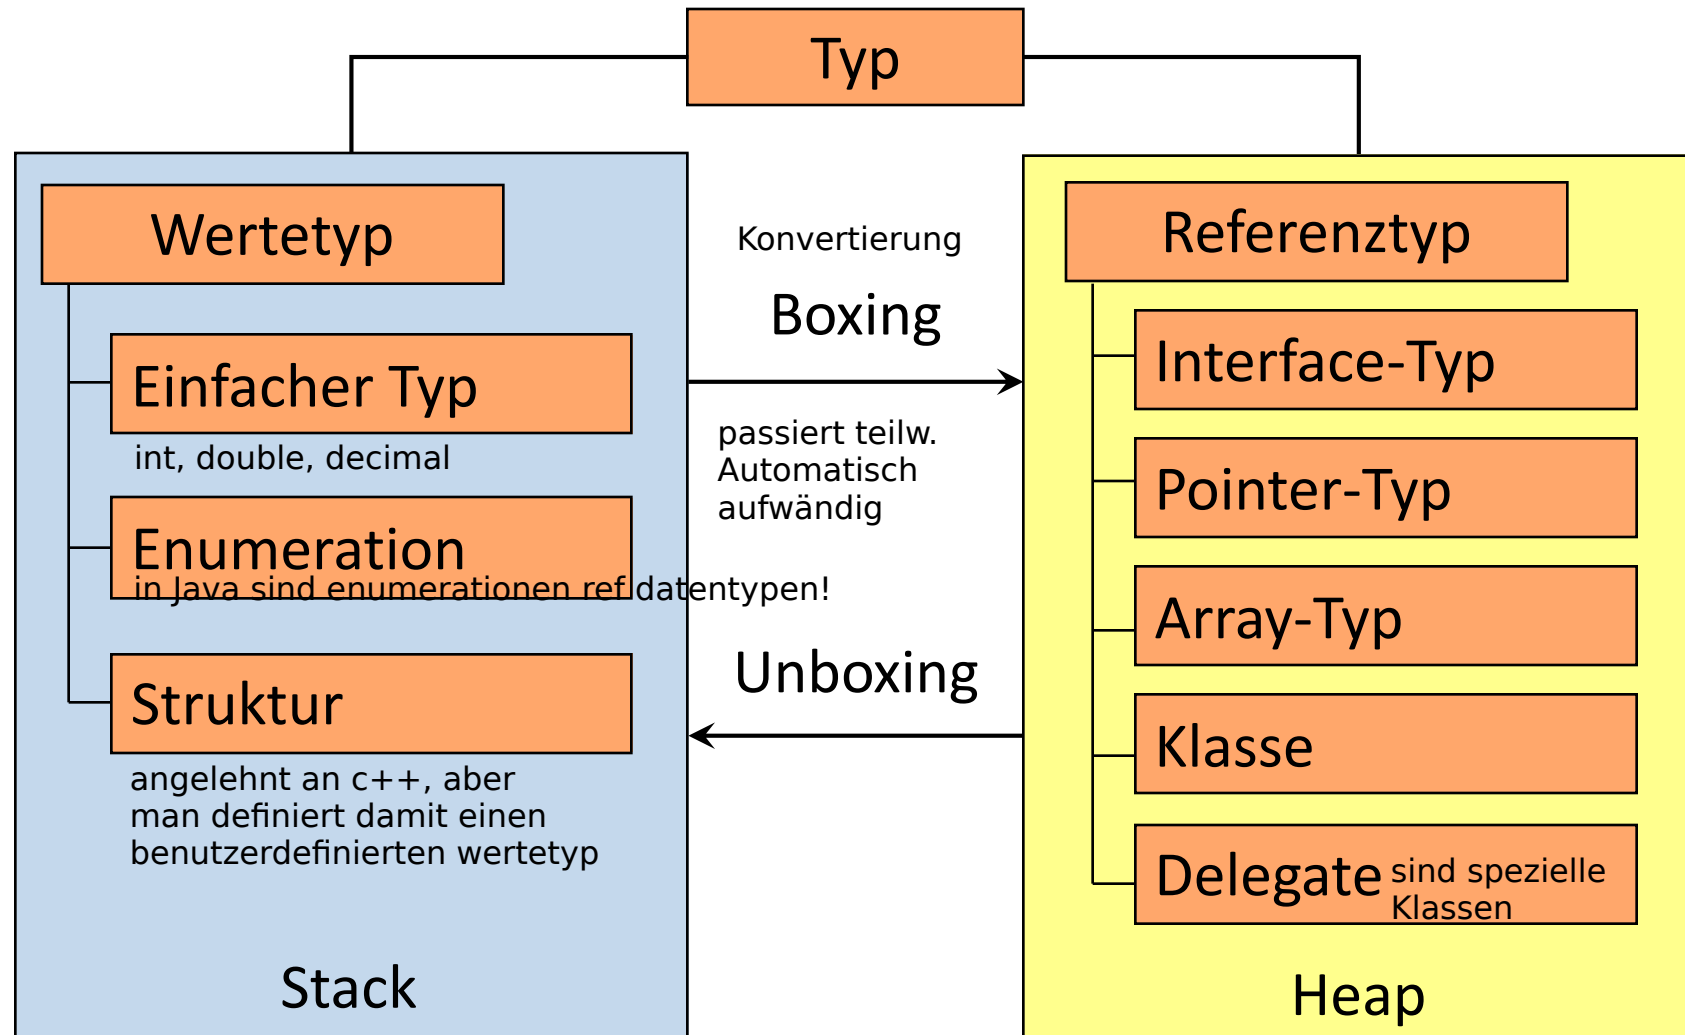 Typ
Wertetyp
Einfacher Typ
int, double, decimal
Enumeration
in Java sind enumerationen ref datentypen!
Struktur
angelehnt an c++, aber
man definiert damit einen
benutzerdefinierten wertetyp
Stack
Konvertierung
Boxing
passiert teilw.
Automatisch
aufwändig
Unboxing
Referenztyp
Interface-Typ
Pointer-Typ
Array-Typ
Klasse
Delegate
sind spezielle
Klassen
Heap